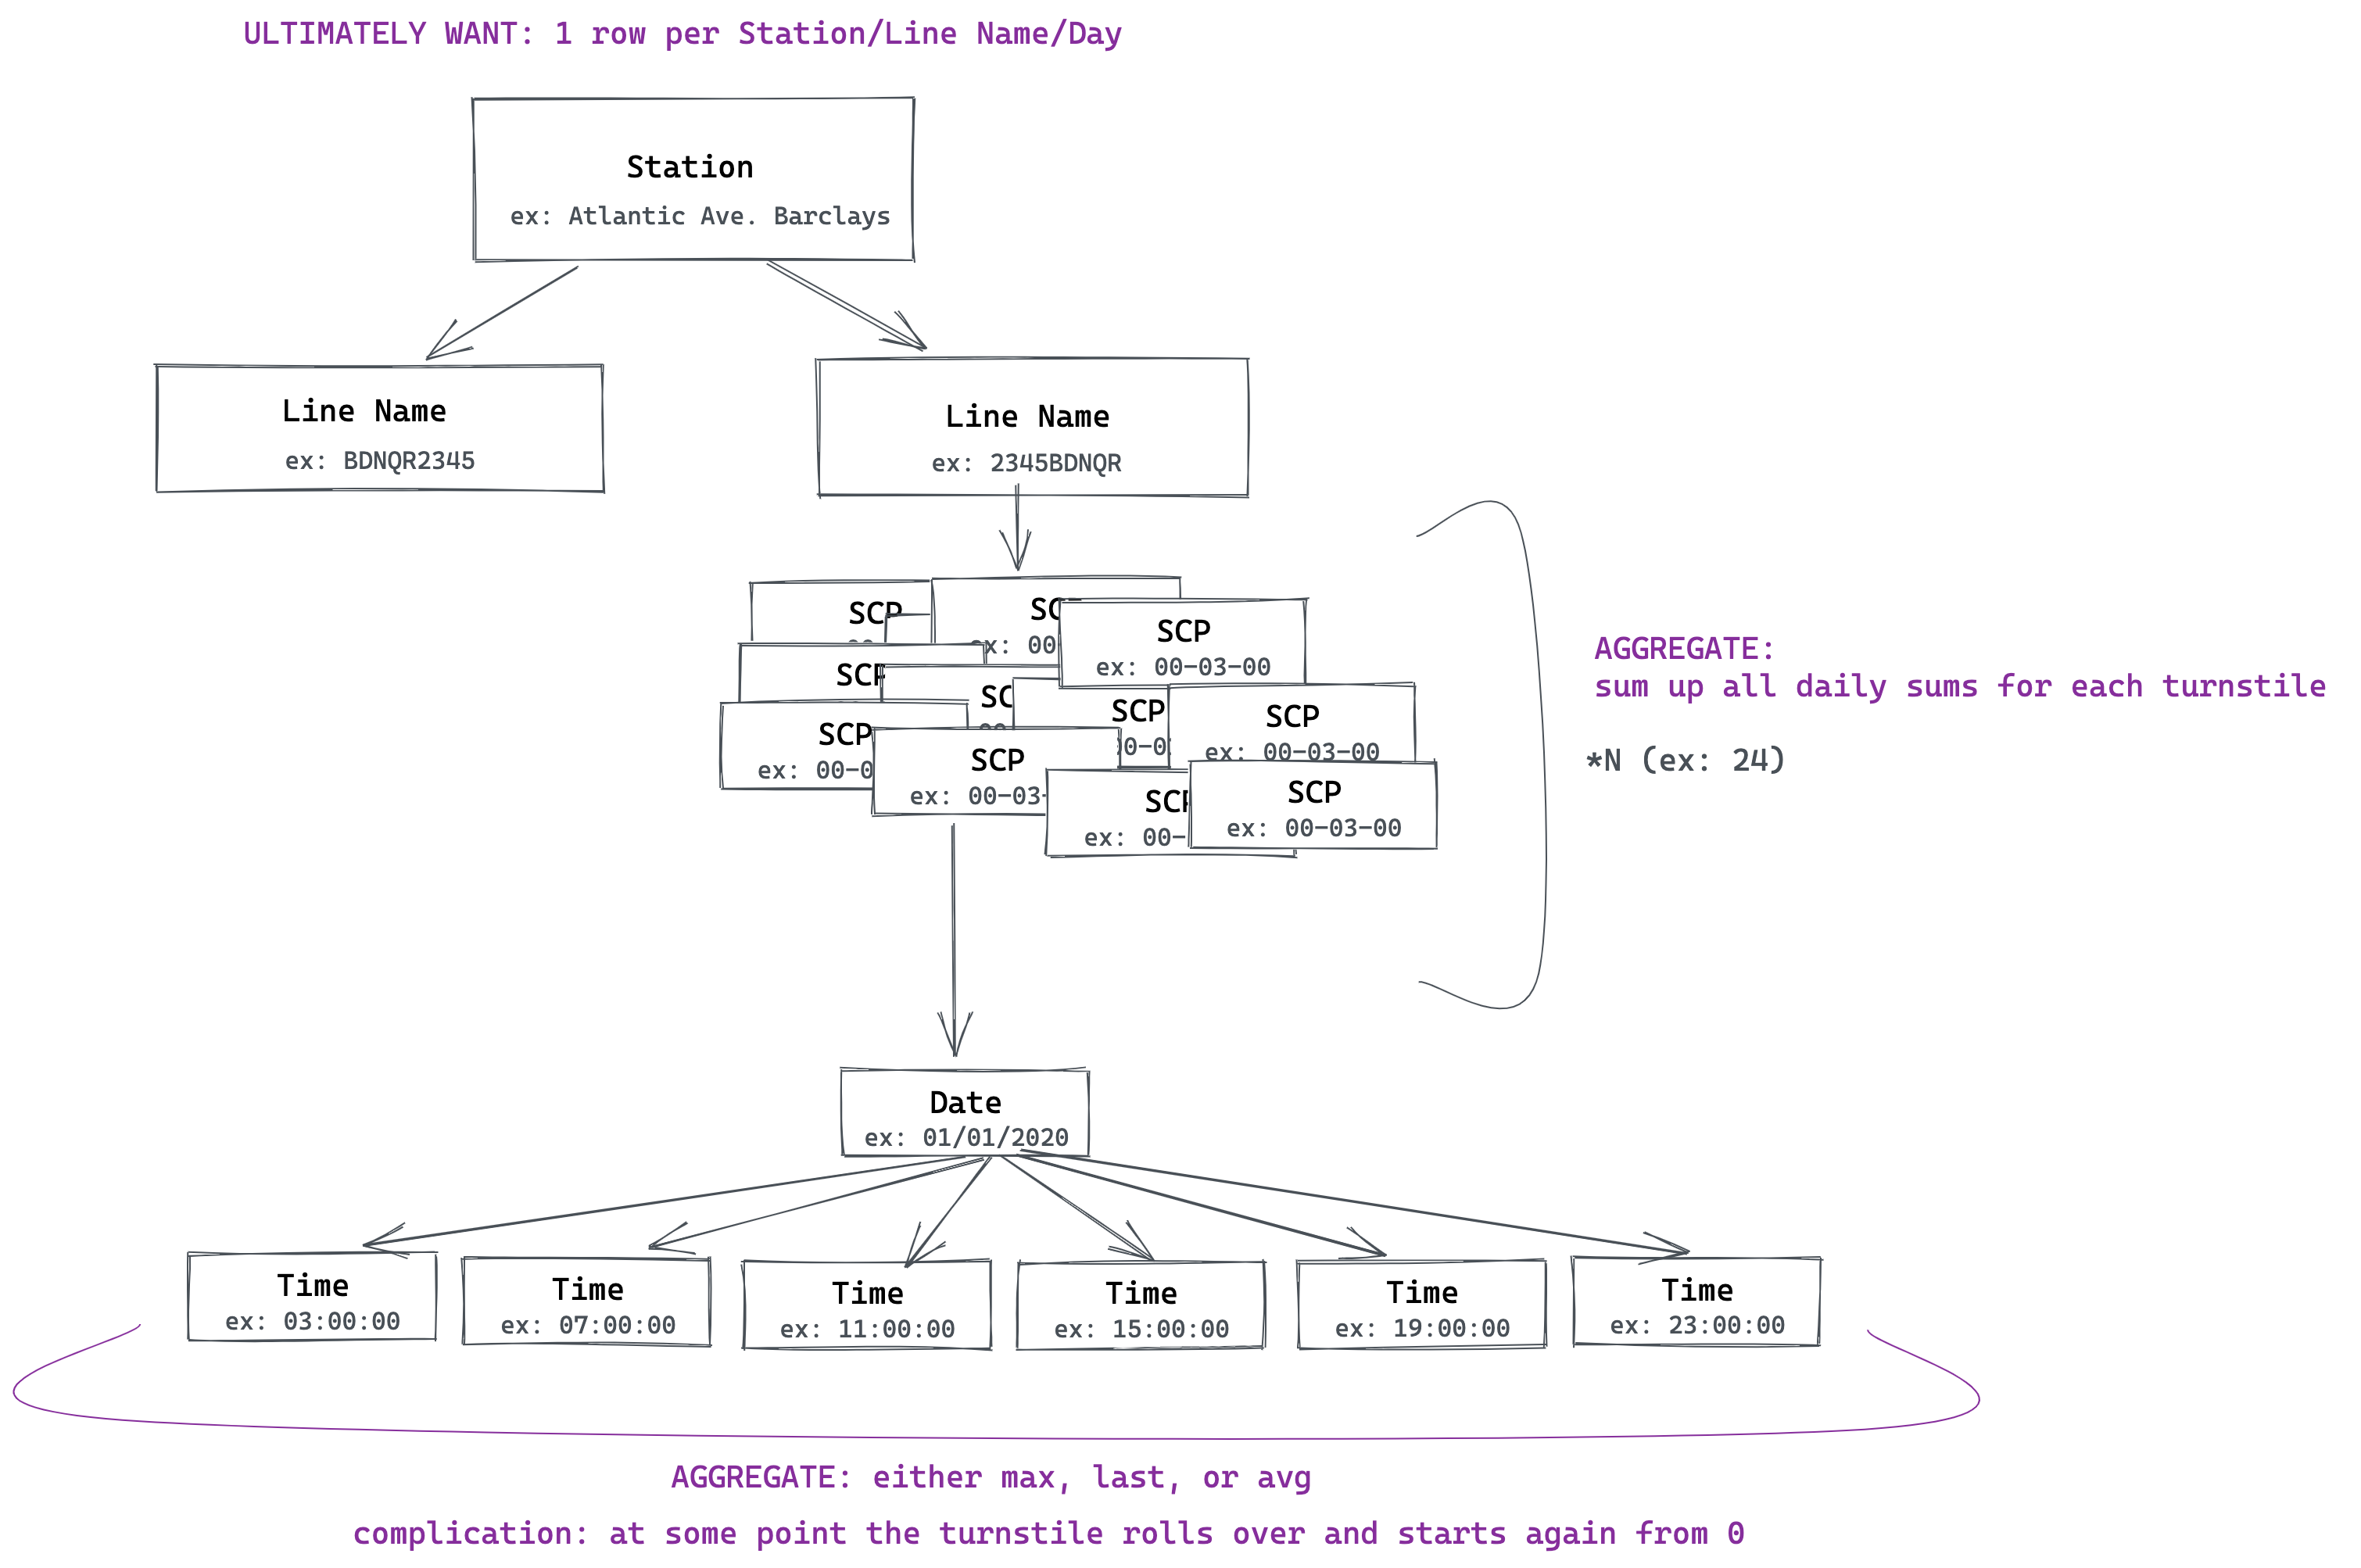 ULTIMATELY WANT: 1 row per Station/Line Name/Day
Station
ex: Atlantic Ave. Barclays
Line Name
ex: BDNQR2345
Line Name
ex: 2345BDNQR
SCP
SCP
ex: 00
SCP
ex: 00-03-00
SCP
SCP
ex: 00-0
SC
SCP
SCP
ex: 00-03-00
SCP
ex: 00-03-
SCP
ex: 00-
SCP
ex: 00-03-00
AGGREGATE:
sum up all daily sums for each turnstile
*N (ex: 24)
Date
ex: 01/01/2020
Time
ex: 03:00:00
Time
ex: 07:00:00
Time
ex: 11:00:00
Time
ex: 15:00:00
Time
ex: 19:00:00
Time
ex: 23:00:00
AGGREGATE: either max, last, or avg
complication: at some point the turnstile rolls over and starts again from 0